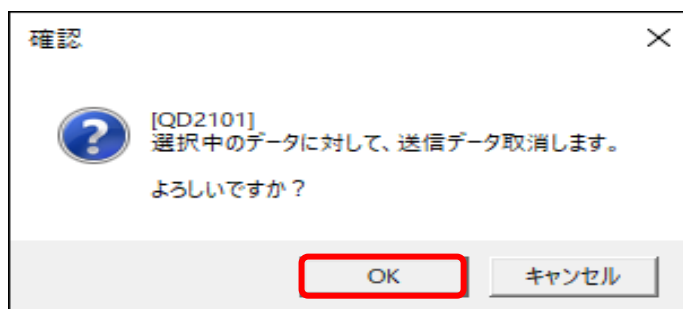 確認
[QD2101]
選択中のデータに対して、送信データ取消します。
よろしいですか？
OK
キャンセル